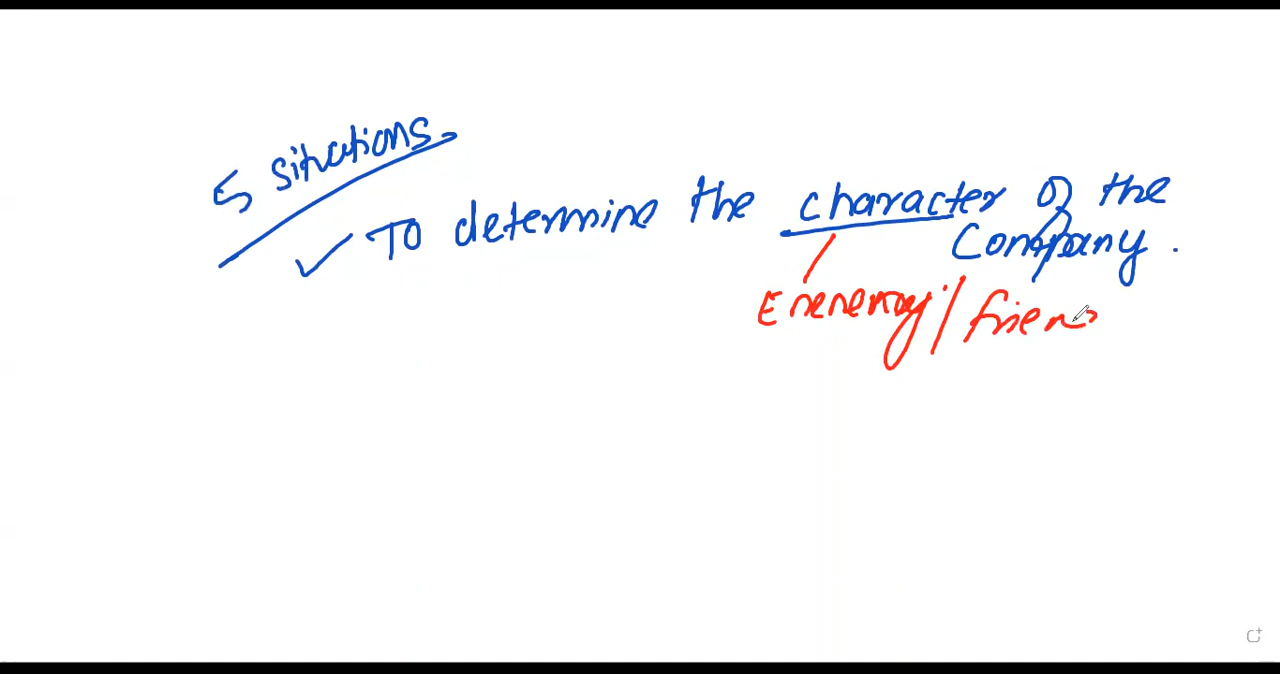 5 situations
To determine the character of the
Company.
Enenemy / frien